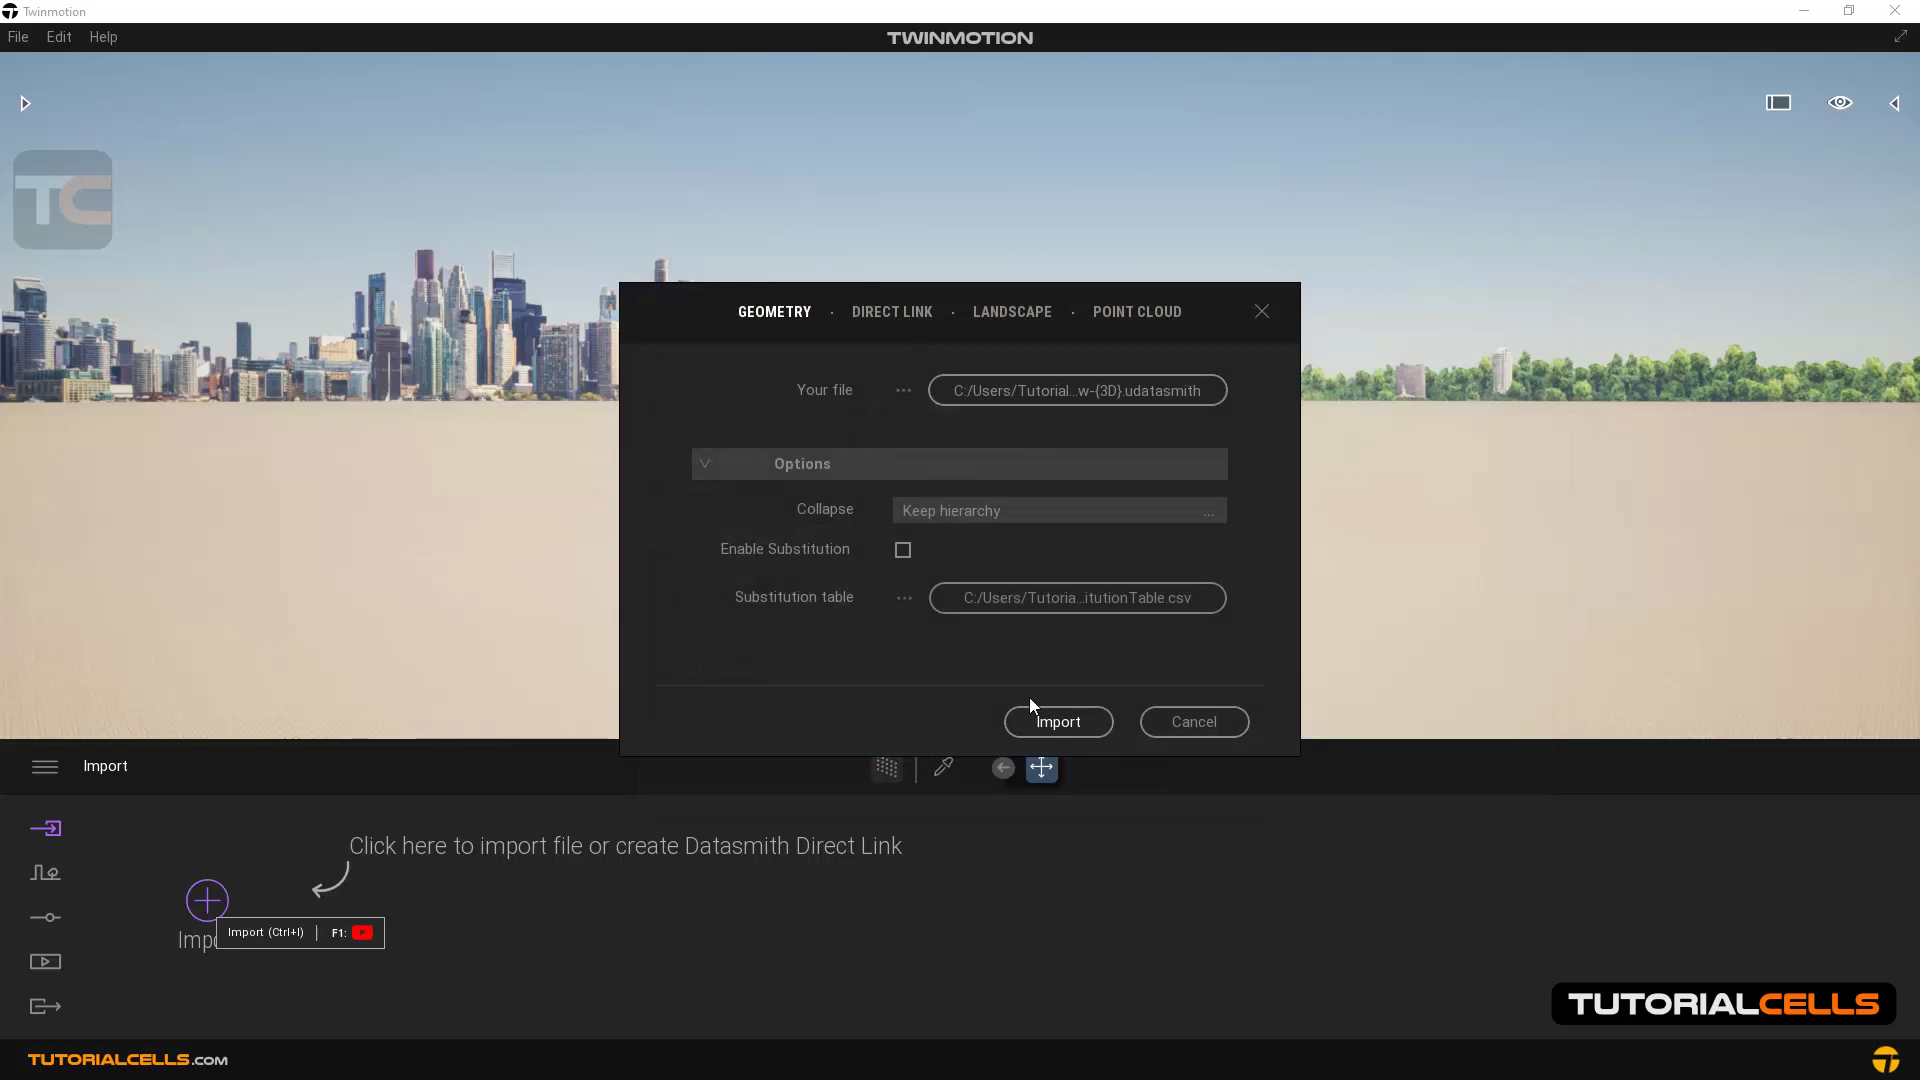 Twinmotion
File Edit Help
TWINMOTION
TC
GEOMETRY · DIRECT LINK · LANDSCAPE · POINT CLOUD
Your file ... C:/Users/Tutorial...w-{3D}.udatasmith
Options
Collapse Keep hierarchy ...
Enable Substitution
Substitution table ... C:/Users/Tutoria...itutionTable.csv
Import Cancel
Import
Click here to import file or create Datasmith Direct Link
Import (Ctrl+I) | F1:
Impo
TUTORIALCELLS
TUTORIALCELLS.COM